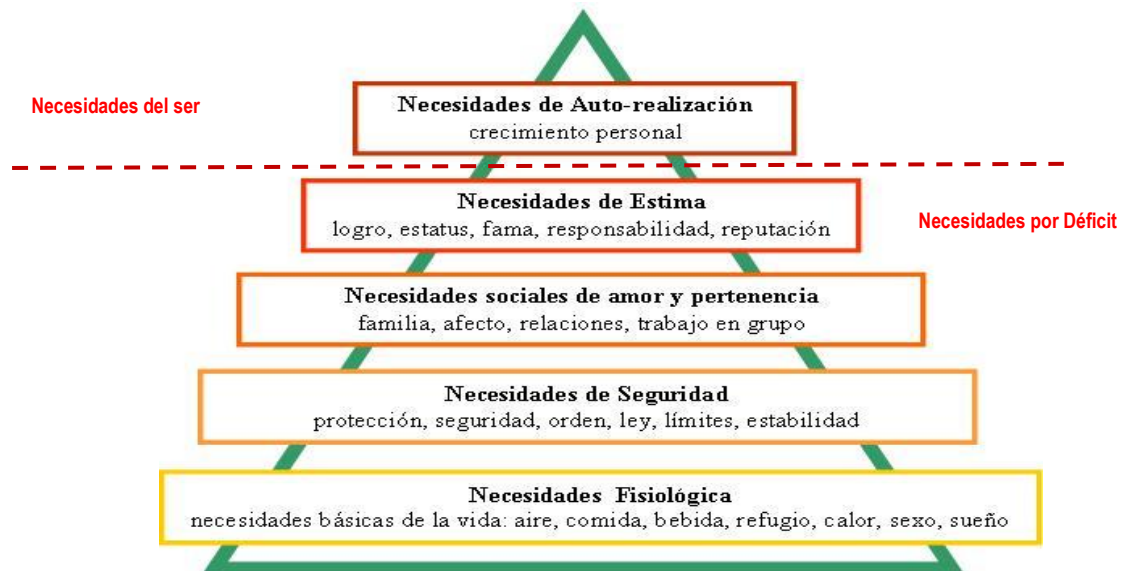 Necesidades del ser
Necesidades de Auto-realización
crecimiento personal
Necesidades de Estima
logro, estatus, fama, responsabilidad, reputación
Necesidades por Déficit
Necesidades sociales de amor y pertenencia
familia, afecto, relaciones, trabajo en grupo
Necesidades de Seguridad
protección, seguridad, orden, ley, límites, estabilidad
Necesidades Fisiológica
necesidades básicas de la vida: aire, comida, bebida, refugio, calor, sexo, sueño